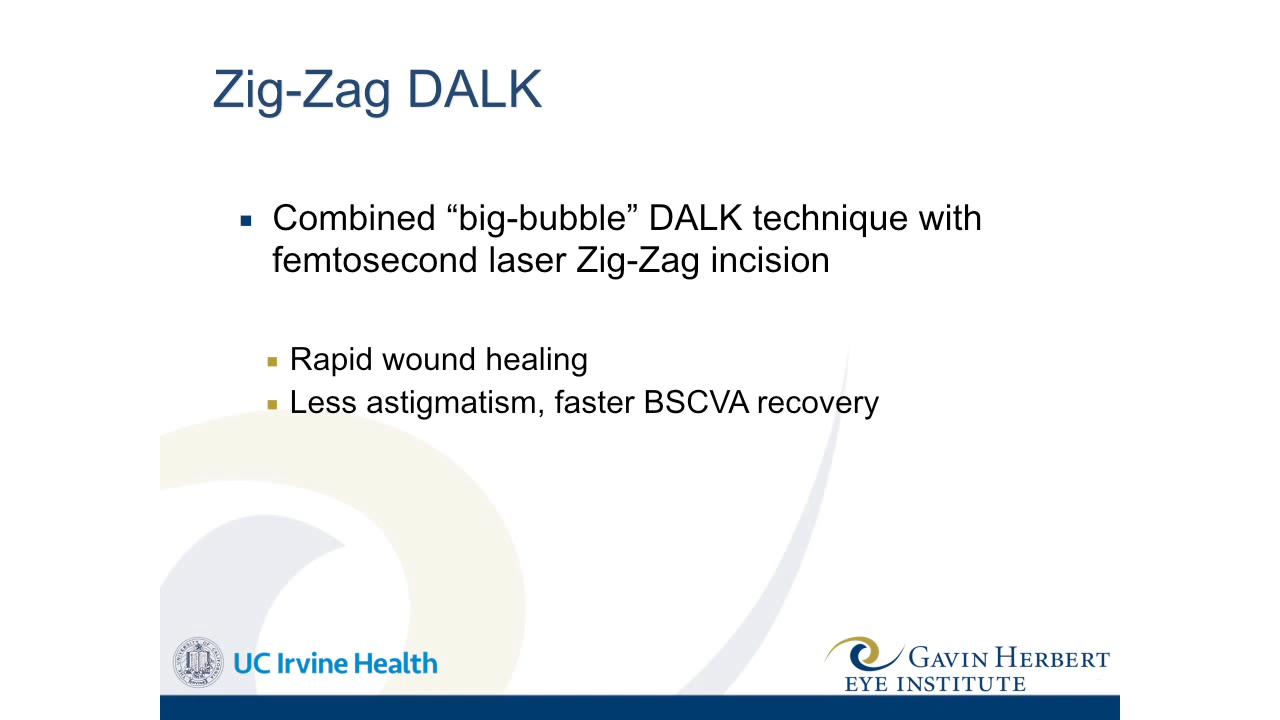 Zig-Zag DALK
Combined “big-bubble” DALK technique with
femtosecond laser Zig-Zag incision
Rapid wound healing
Less astigmatism, faster BSCVA recovery
UC Irvine Health
GAVIN HERBERT
EYE INSTITUTE